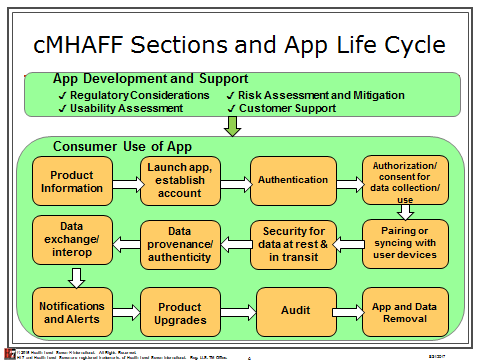 cMHAFF Sections and App Life Cycle
App Development and Support
✓ Regulatory Considerations ✓ Risk Assessment and Mitigation
✓ Usability Assessment ✓ Customer Support
Consumer Use of App
Product
Information
Launch app,
establish
account
Authentication
Authorization/
consent for
data collection/
use
Pairing or
syncing with
user devices
Security for
data at rest &
in transit
Data
provenance/
authenticity
Data
exchange/
interop
Notifications
and Alerts
Product
Upgrades
Audit
App and Data
Removal